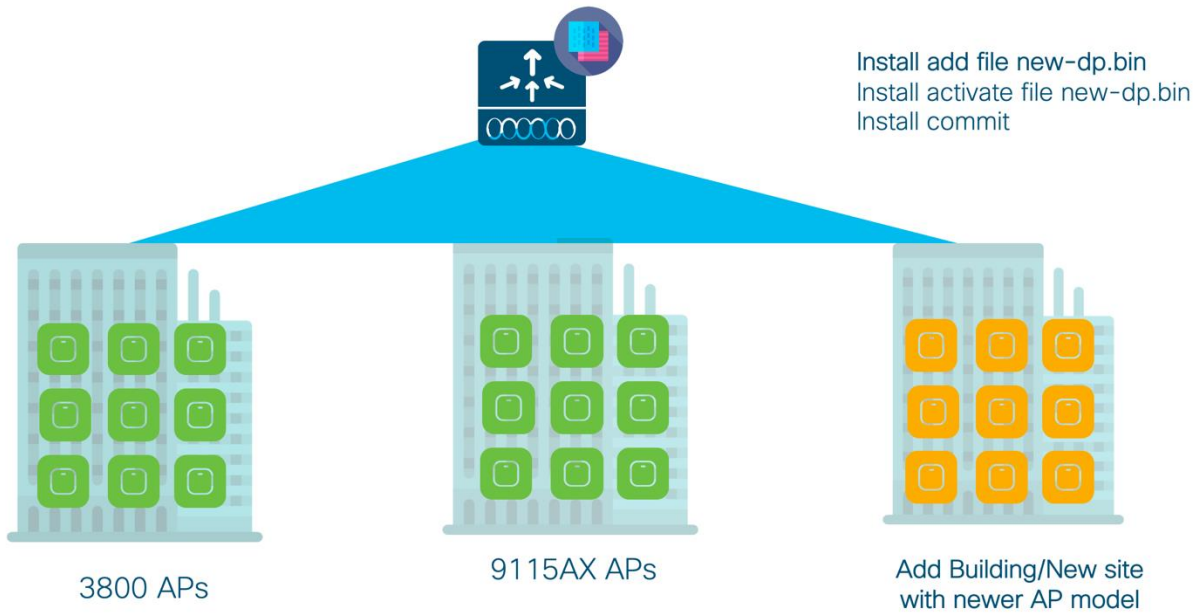 Install add file new-dp.bin
Install activate file new-dp.bin
Install commit
3800 APs
9115AX APs
Add Building/New site
with newer AP model